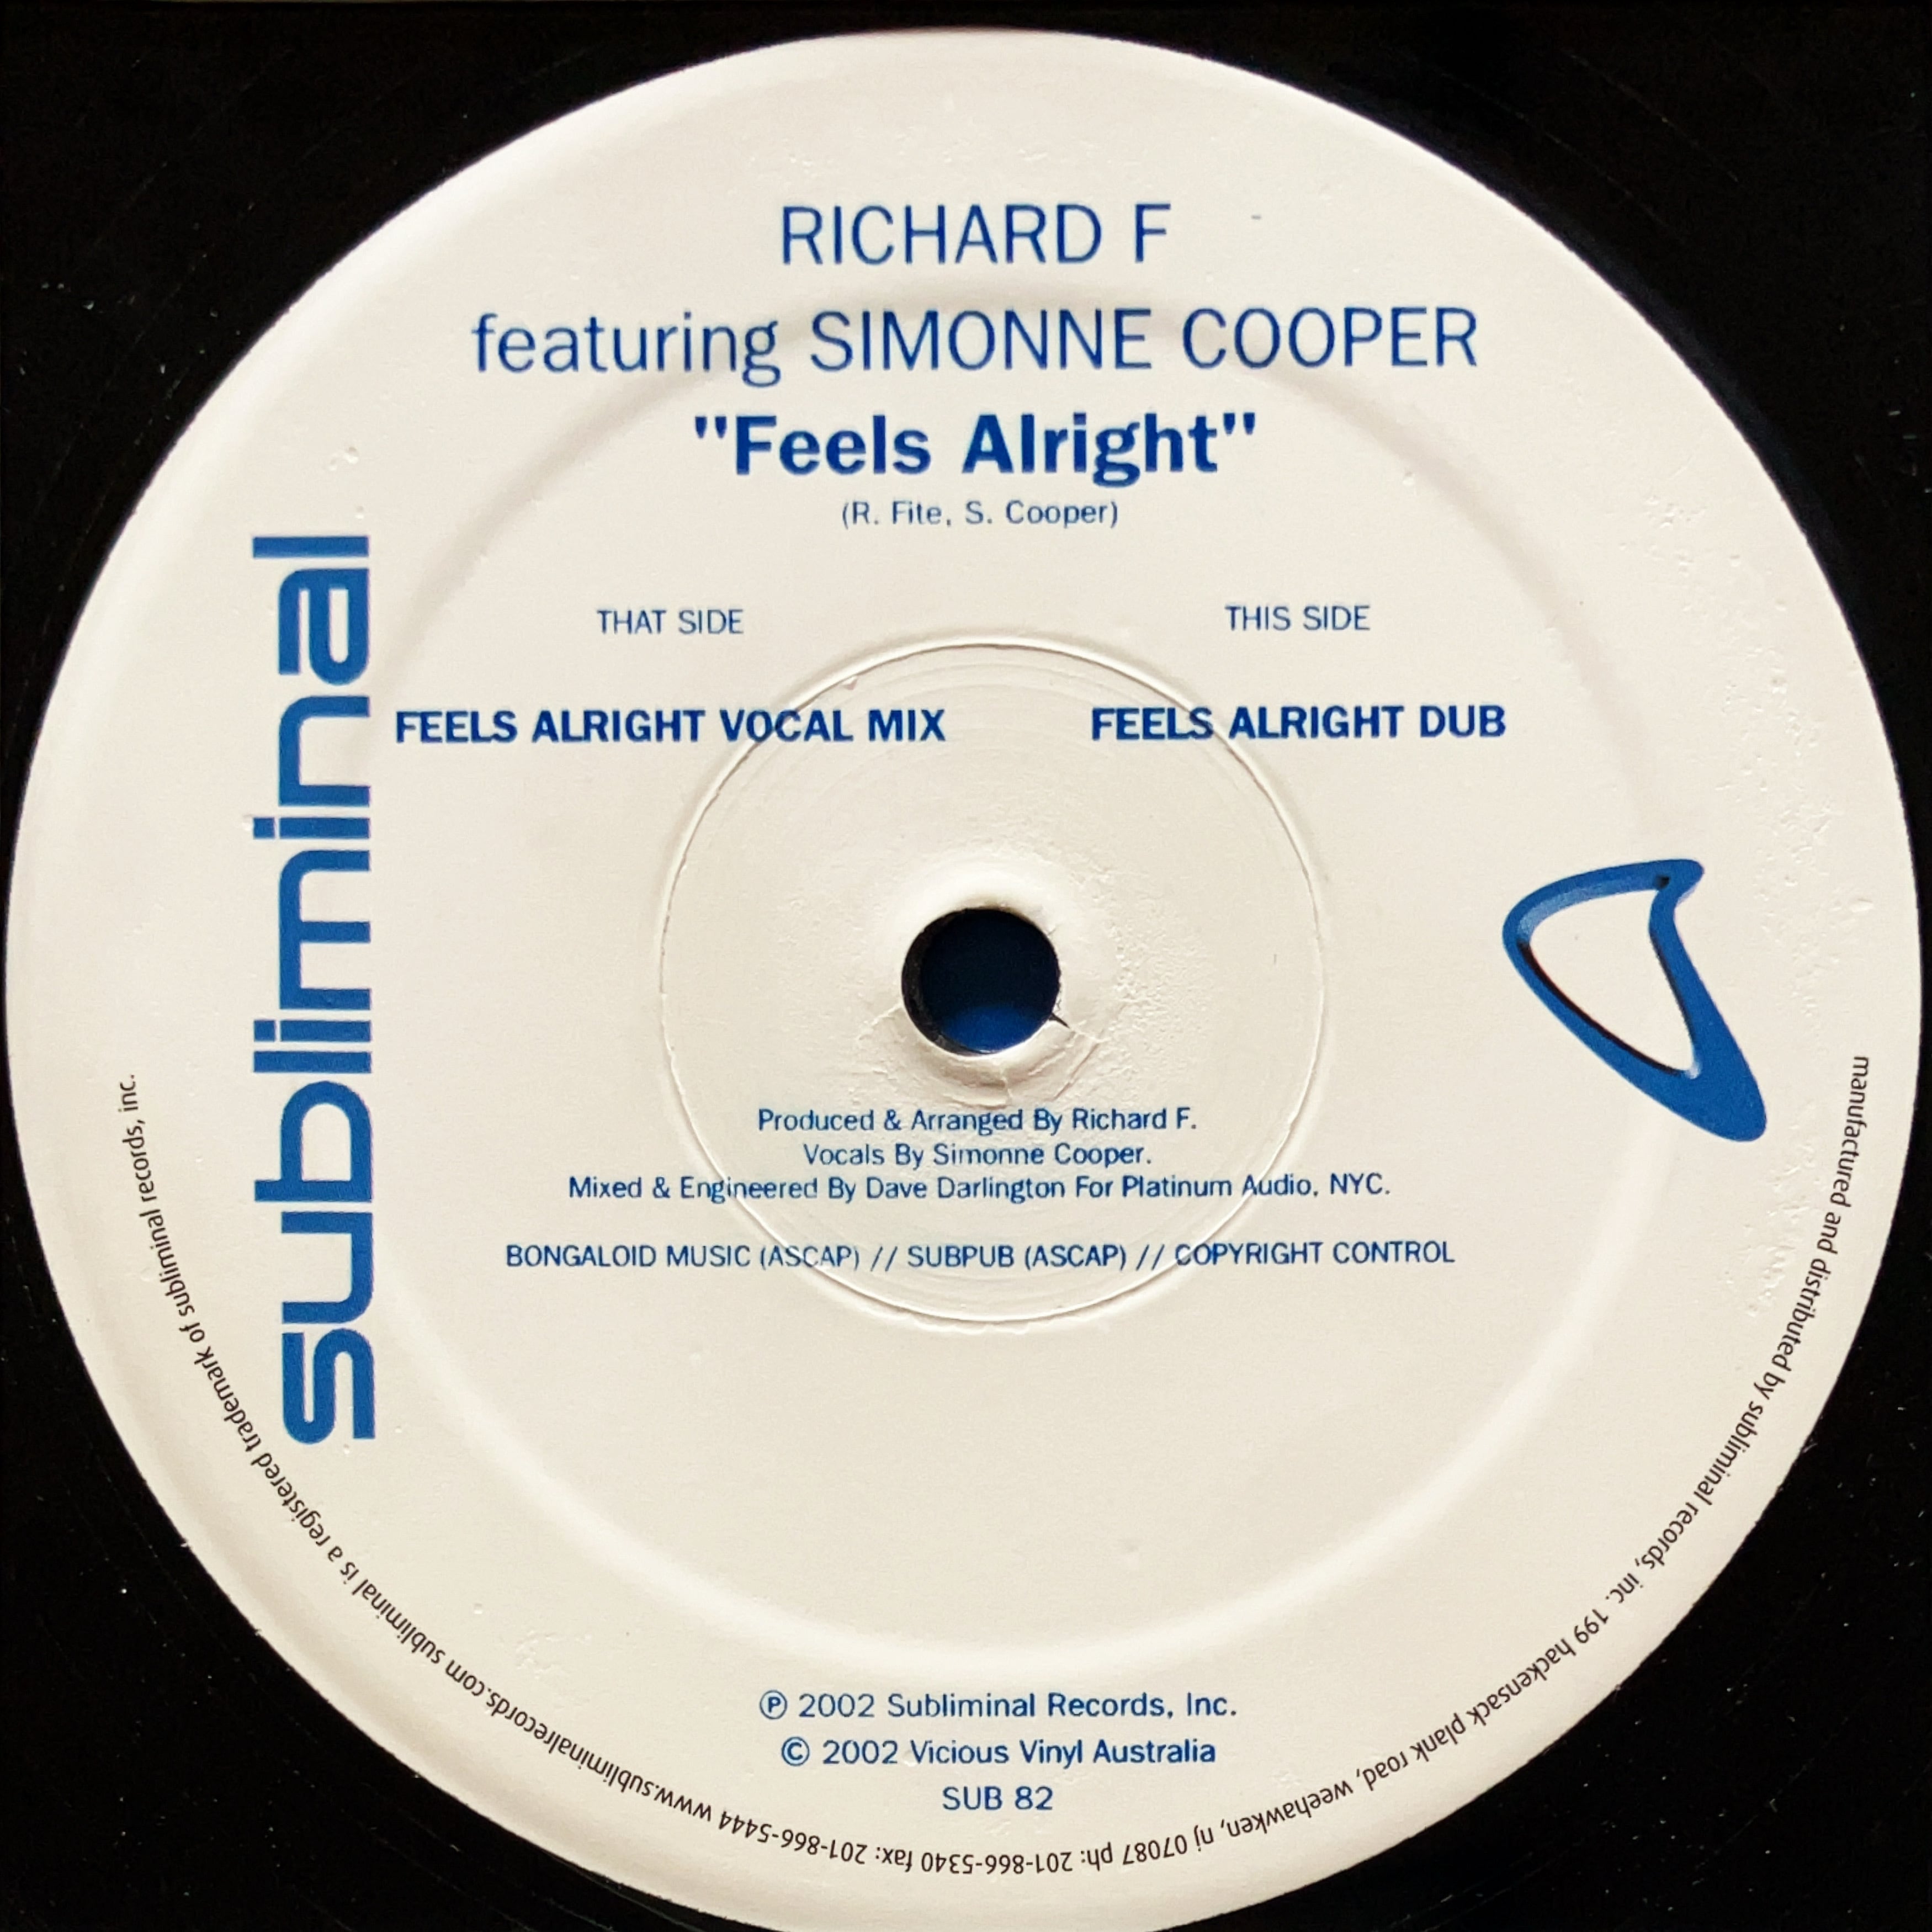 RICHARD F
featuring SIMONNE COOPER
"Feels Alright"
(R. Fite, S. Cooper)
THAT SIDE
THIS SIDE
FEELS ALRIGHT VOCAL MIX
FEELS ALRIGHT DUB
subliminal
Produced & Arranged By Richard F.
Vocals By Simonne Cooper.
Mixed & Engineered By Dave Darlington For Platinum Audio, NYC.
BONGALOID MUSIC (ASCAP) // SUBPUB (ASCAP) // COPYRIGHT CONTROL
℗ 2002 Subliminal Records, Inc.
© 2002 Vicious Vinyl Australia
SUB 82
manufactured and distributed by subliminal records, inc. 199 hackensack plank road, weehawken, nj 07087 ph: 201-866-5340 fax: 201-866-5444 www.subliminalrecords.com subliminal is a registered trademark of subliminal records, inc.